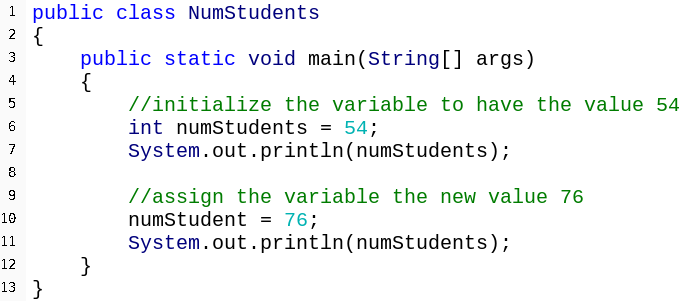 1 public class NumStudents
2 {
3     public static void main(String[] args)
4     {
5         //initialize the variable to have the value 54
6         int numStudents = 54;
7         System.out.println(numStudents);
8
9         //assign the variable the new value 76
10         numStudent = 76;
11         System.out.println(numStudents);
12     }
13 }